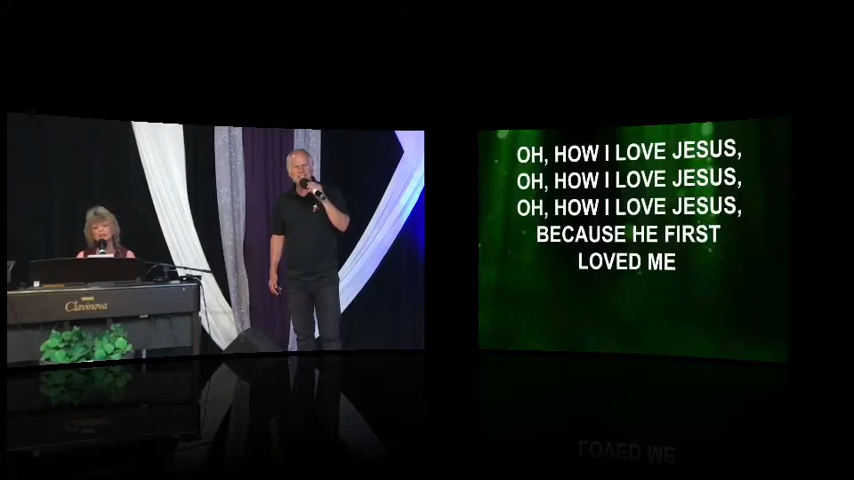 Clavinova
OH, HOW I LOVE JESUS,
OH, HOW I LOVE JESUS,
OH, HOW I LOVE JESUS,
BECAUSE HE FIRST
LOVED ME